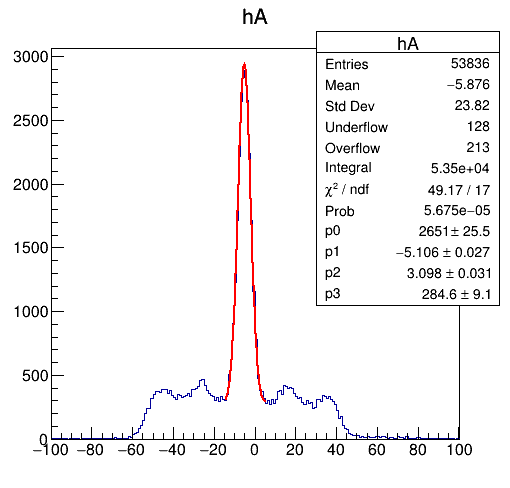 hA
hA
Entries 53836
Mean −5.876
Std Dev 23.82
Underflow 128
Overflow 213
Integral 5.35e+04
χ² / ndf 49.17 / 17
Prob 5.675e−05
p0 2651 ± 25.5
p1 −5.106 ± 0.027
p2 3.098 ± 0.031
p3 284.6 ± 9.1
3000
2500
2000
1500
1000
500
0
−100 −80 −60 −40 −20 0 20 40 60 80 100